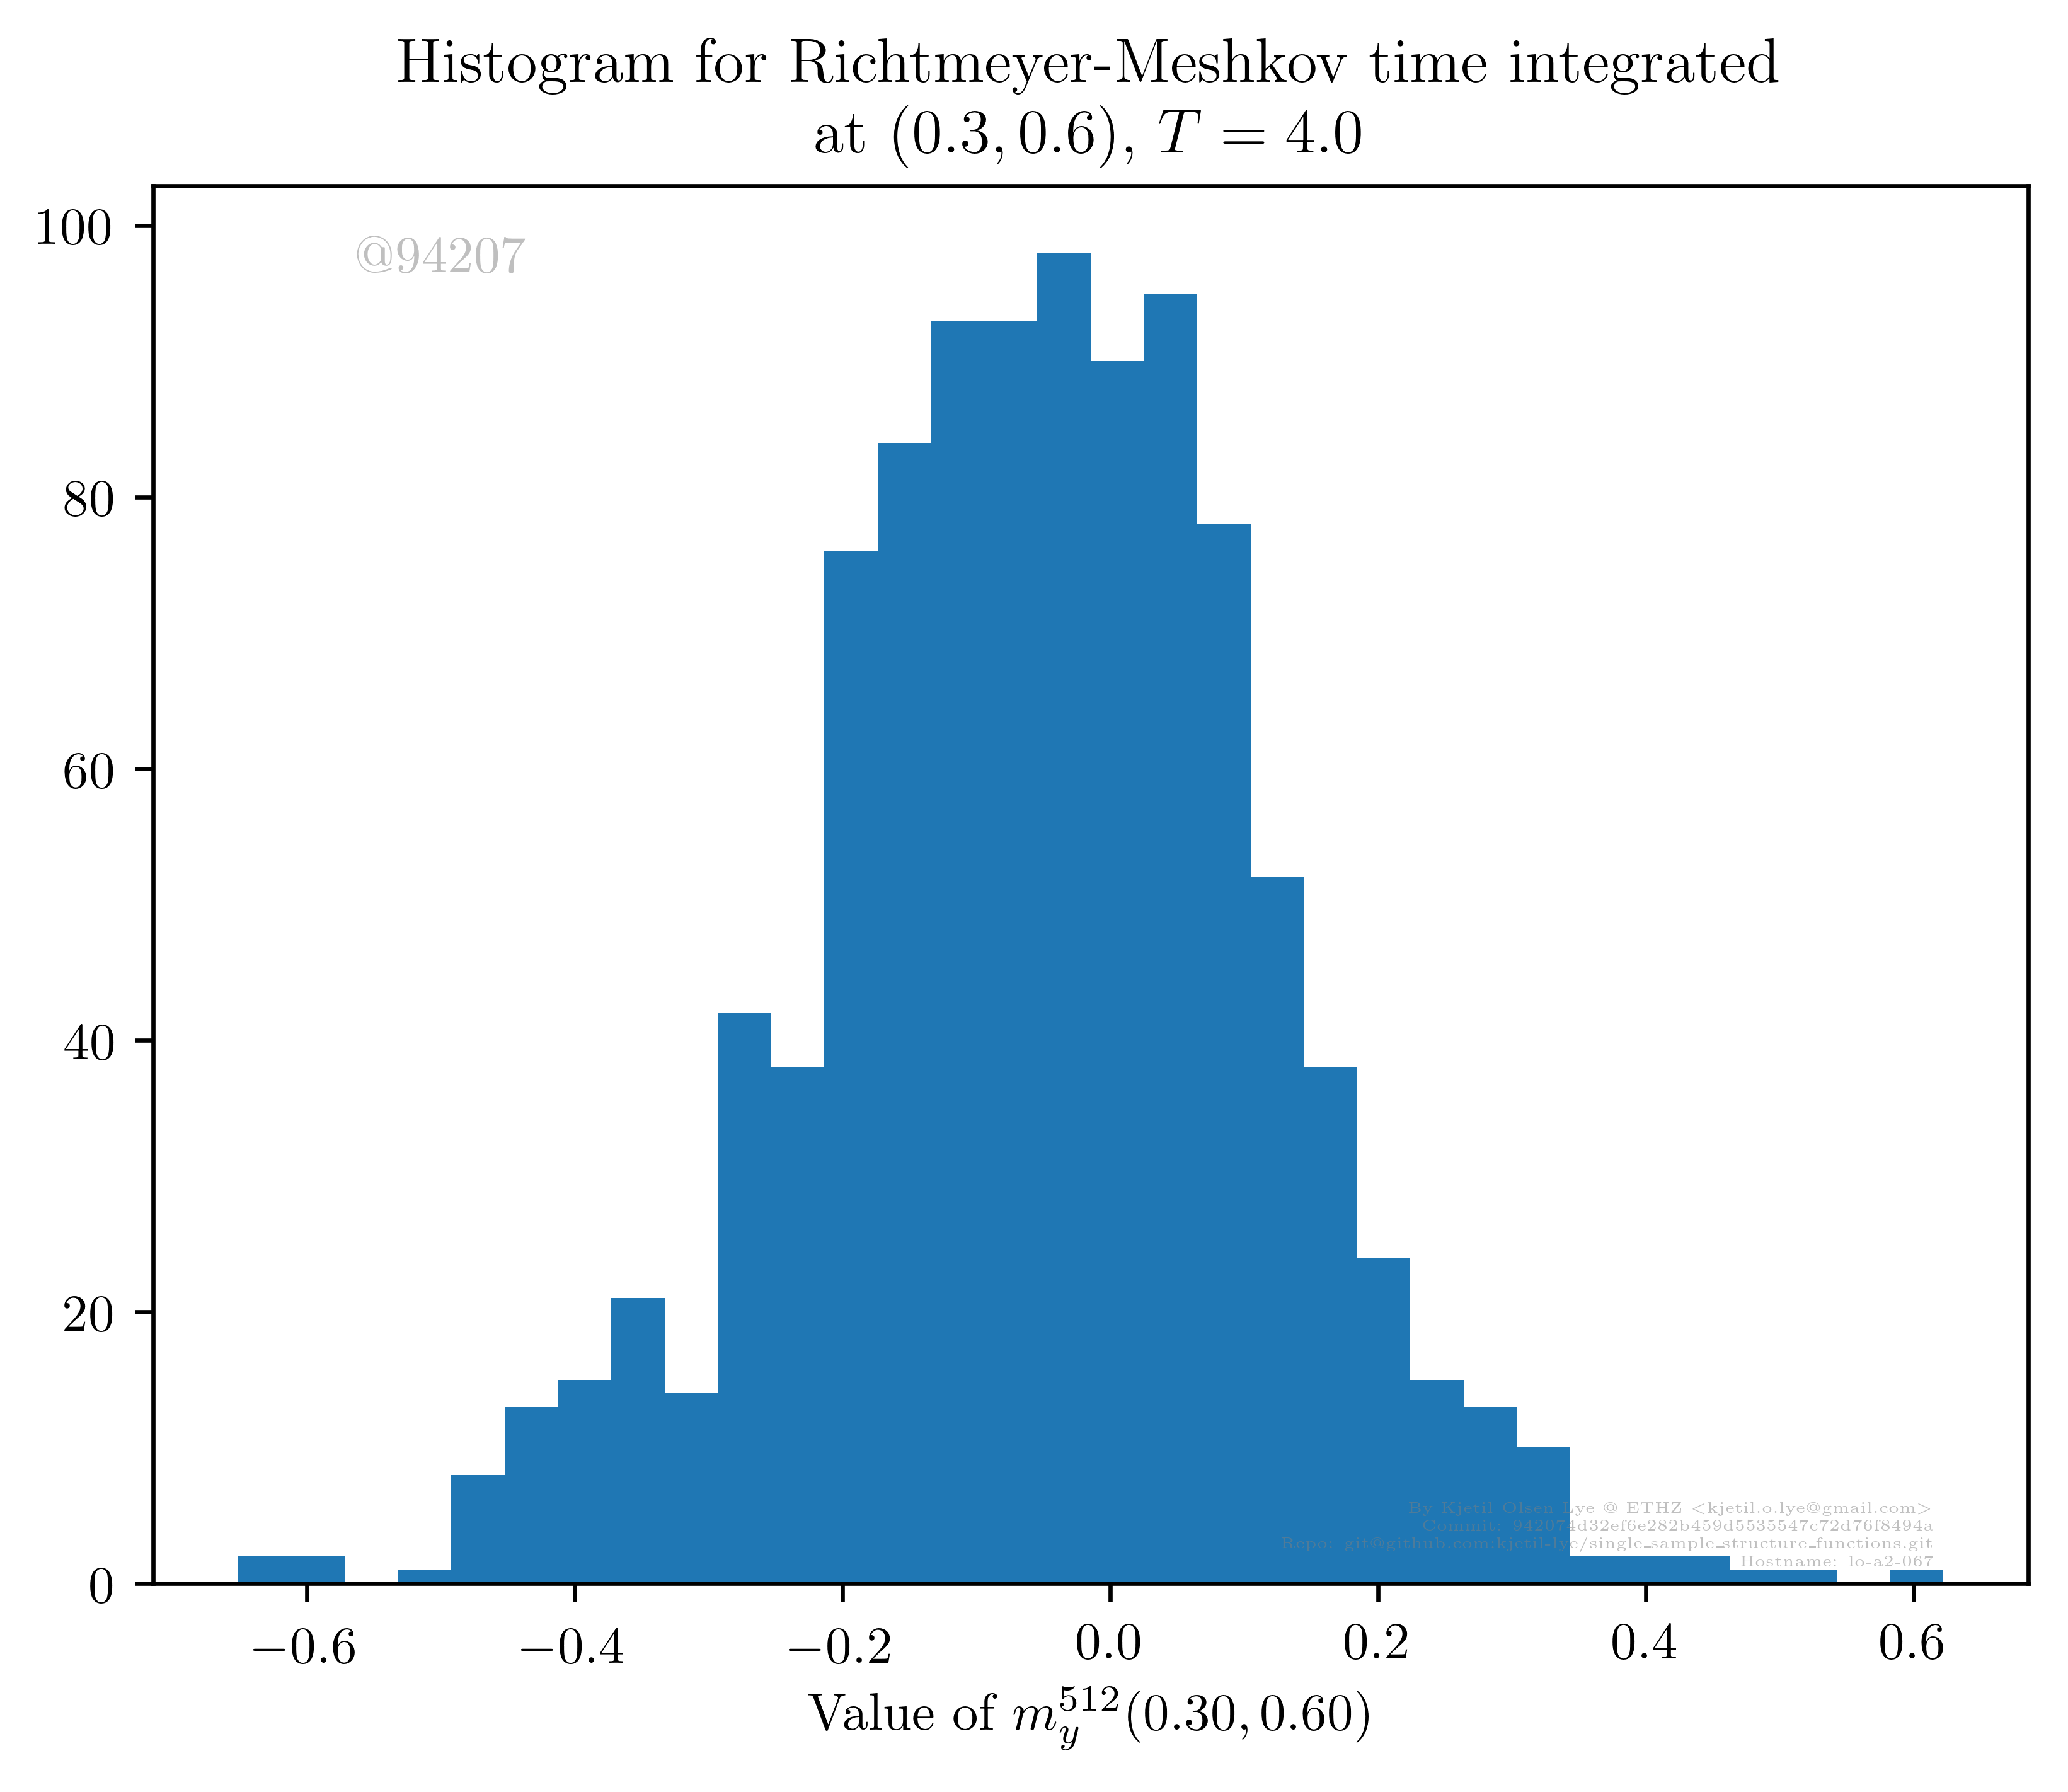 Histogram for Richtmeyer-Meshkov time integrated
at (0.3, 0.6), T = 4.0
100
@94207
80
60
40
20
0
By Kjetil Olsen Lye @ ETHZ <kjetil.o.lye@gmail.com>
Commit: 942074d32ef6e282b459d5535547c72d76f8494a
Repo: git@github.com:kjetil-lye/single_sample_structure_functions.git
Hostname: lo-a2-067
−0.6 −0.4 −0.2 0.0 0.2 0.4 0.6
Value of m_y^512(0.30, 0.60)